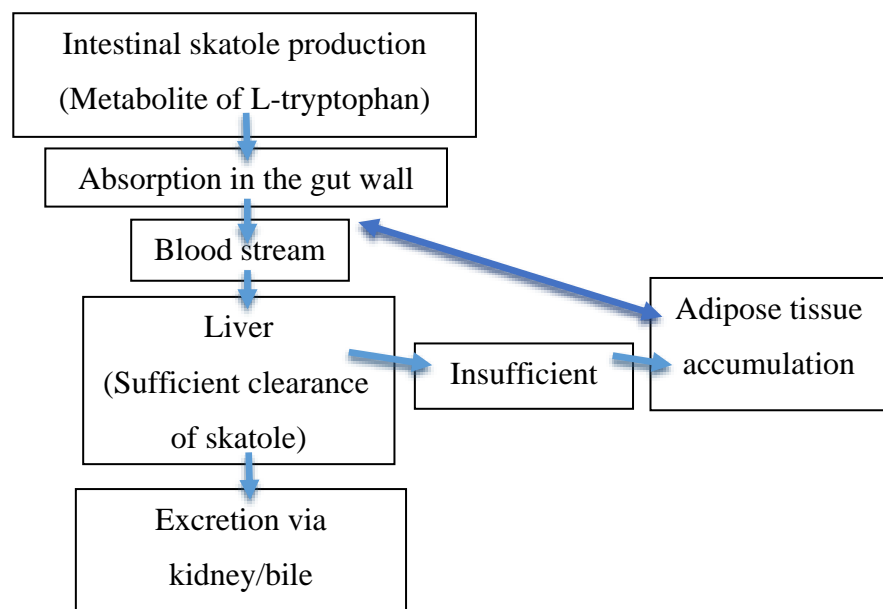 Intestinal skatole production
(Metabolite of L-tryptophan)
Absorption in the gut wall
Blood stream
Liver
(Sufficient clearance
of skatole)
Insufficient
Adipose tissue
accumulation
Excretion via
kidney/bile